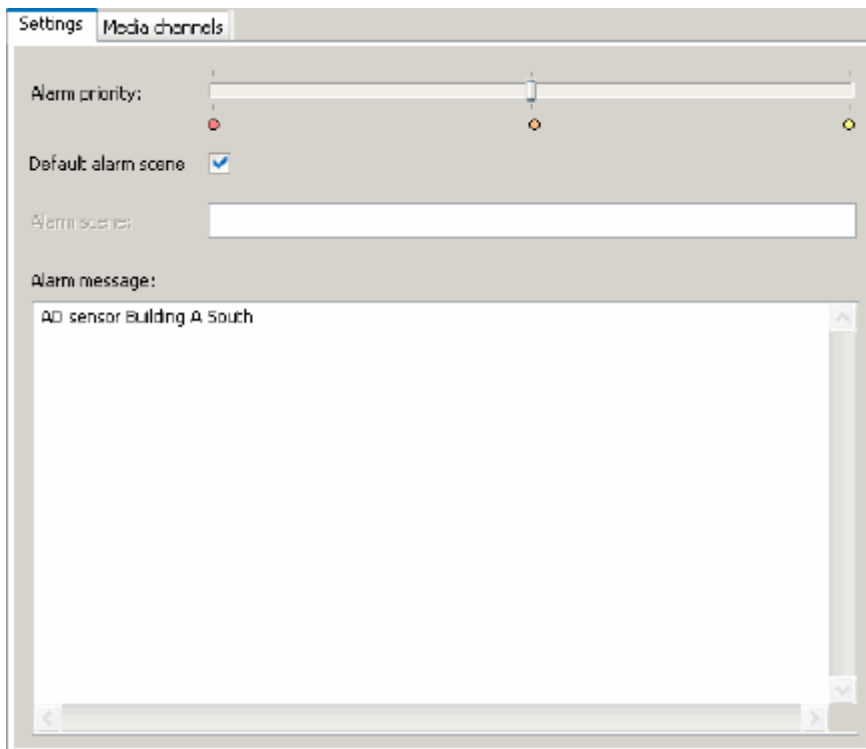 Settings
Media channels
Alarm priority:
Default alarm scene
Alarm scene:
Alarm message:
AD sensor Building A South